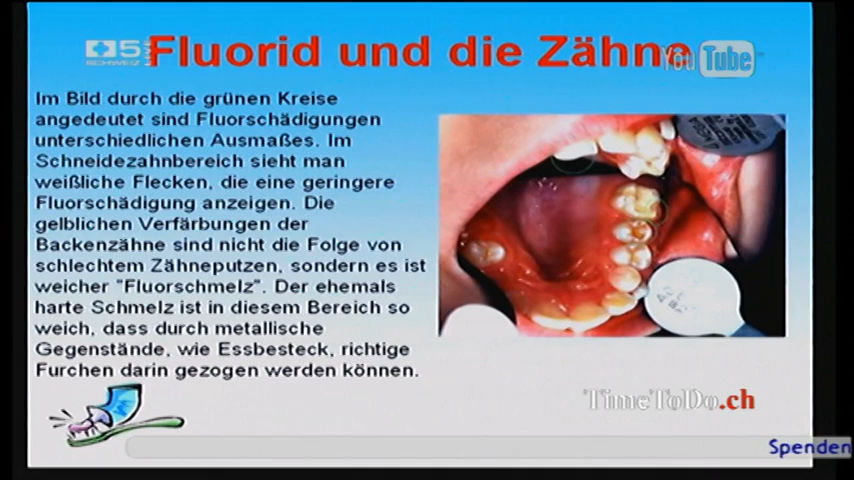 5
SCHWEIZ
LIVE
Fluorid und die Zähne
YouTube
Im Bild durch die grünen Kreise
angedeutet sind Fluorschädigungen
unterschiedlichen Ausmaßes. Im
Schneidezahnbereich sieht man
weißliche Flecken, die eine geringere
Fluorschädigung anzeigen. Die
gelblichen Verfärbungen der
Backenzähne sind nicht die Folge von
schlechtem Zähneputzen, sondern es ist
weicher "Fluorschmelz". Der ehemals
harte Schmelz ist in diesem Bereich so
weich, dass durch metallische
Gegenstände, wie Essbesteck, richtige
Furchen darin gezogen werden können.
TimeToDo.ch
Spenden